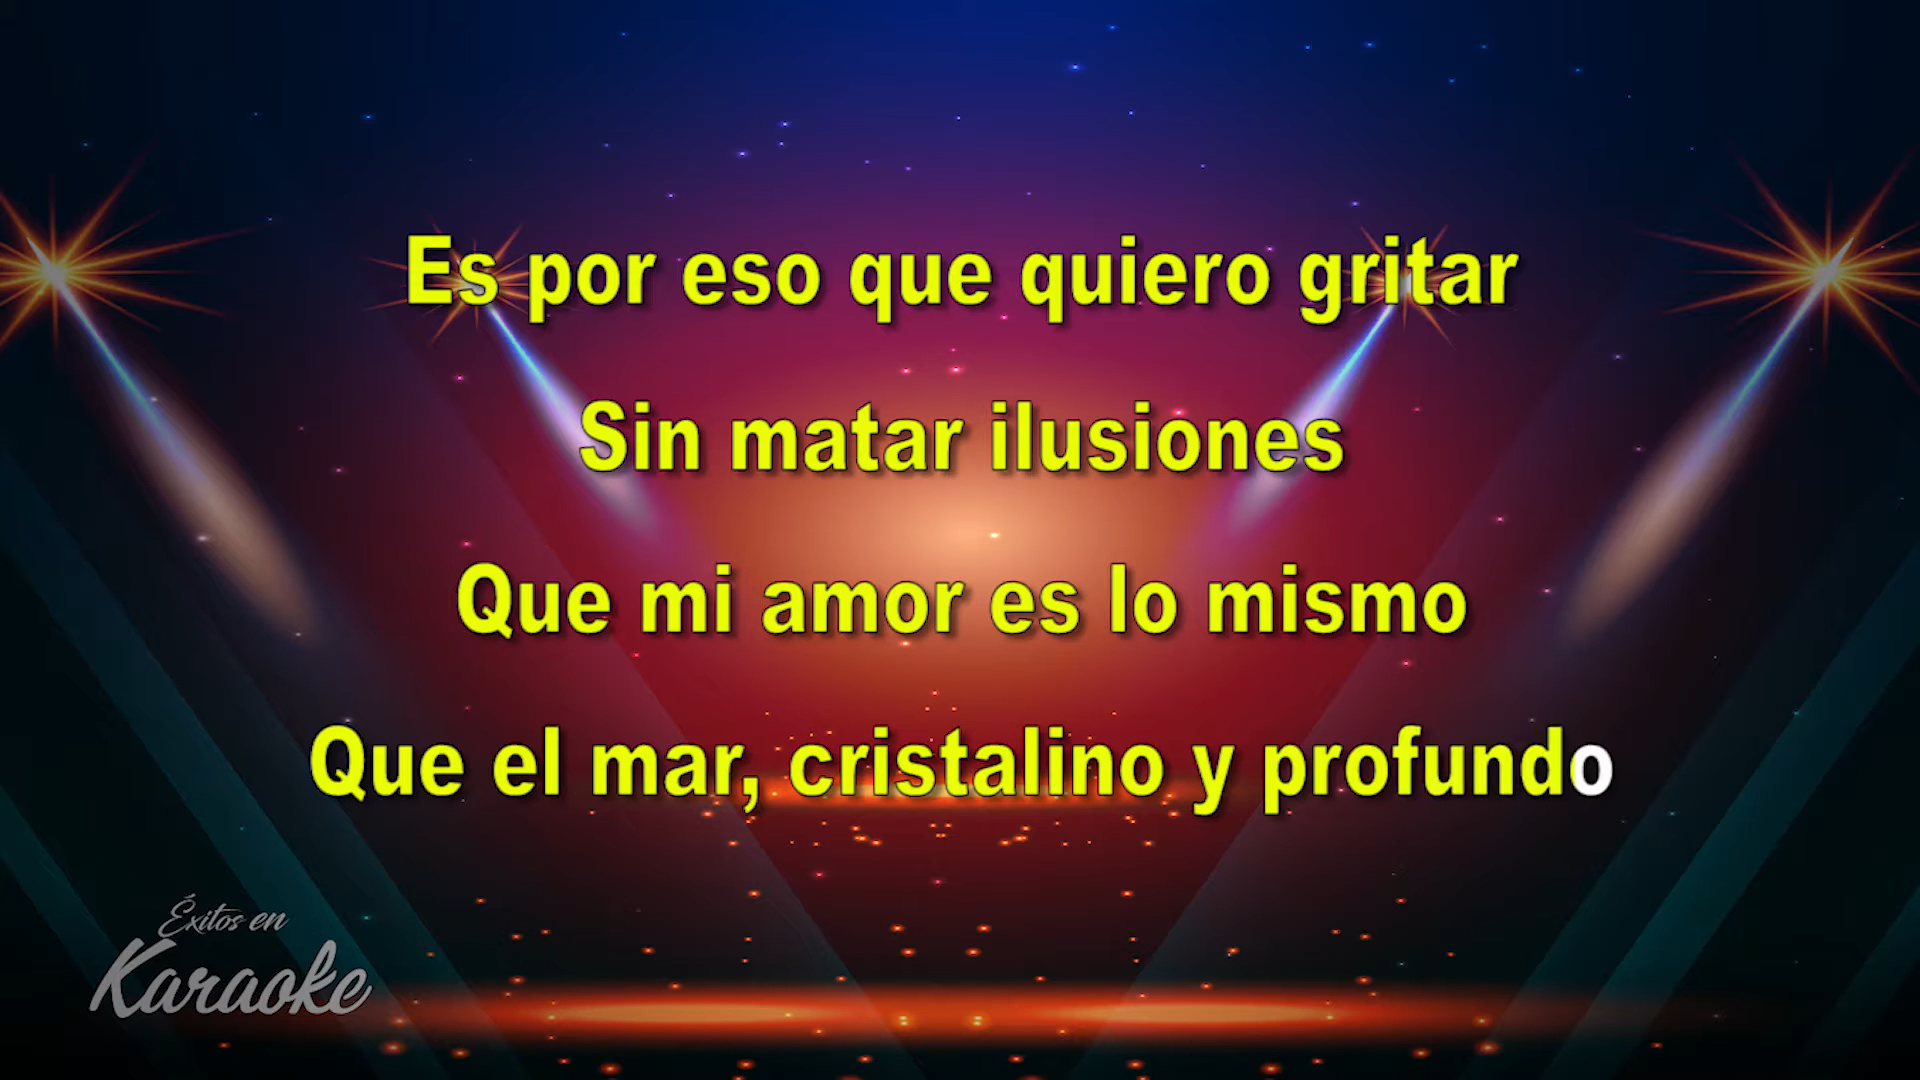 Es por eso que quiero gritar
Sin matar ilusiones
Que mi amor es lo mismo
Que el mar, cristalino y profundo
Éxitos en
Karaoke